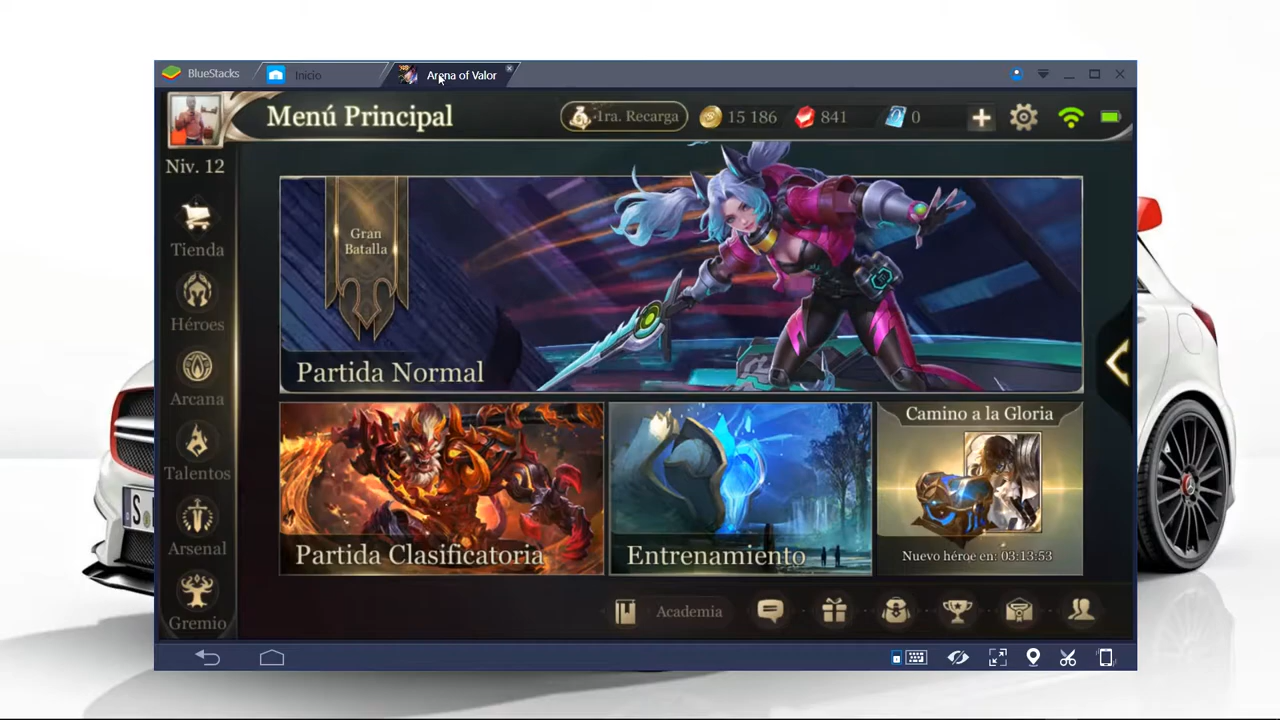 BlueStacks
Inicio
Arena of Valor
Menú Principal
1ra. Recarga
15 186
841
0
Niv. 12
Tienda
Héroes
Arcana
Talentos
Arsenal
Gremio
Gran
Batalla
Partida Normal
Partida Clasificatoria
Entrenamiento
Camino a la Gloria
Nuevo héroe en: 03:13:53
Academia
S